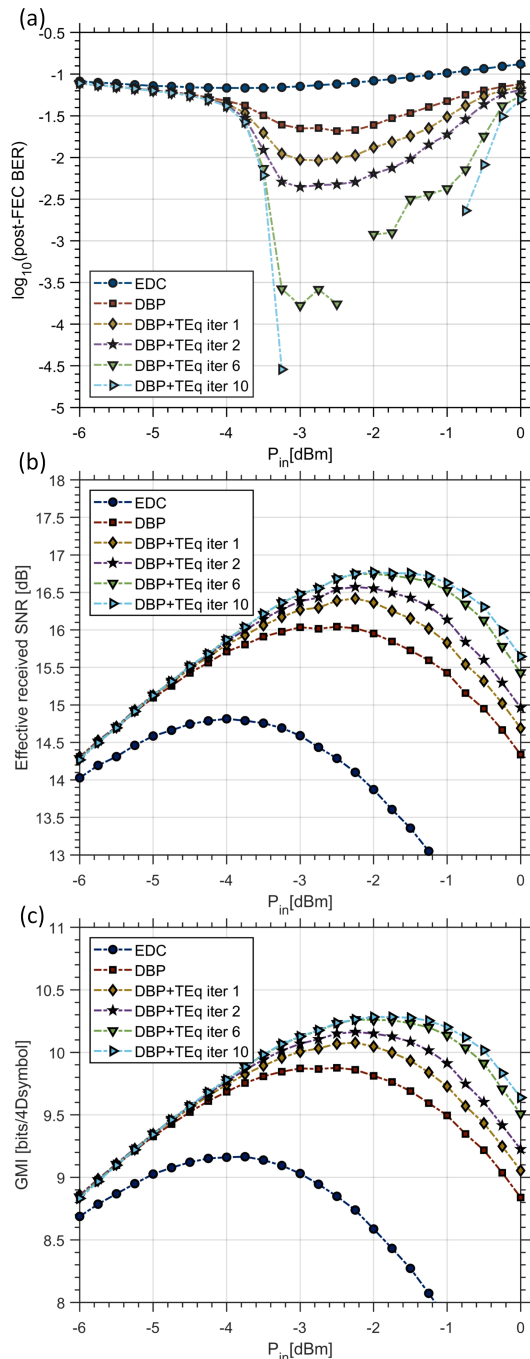 (a)
-0.5
-1
-1.5
-2
-2.5
-3
-3.5
-4
-4.5
-5
log10(post-FEC BER)
EDC
DBP
DBP+TEq iter 1
DBP+TEq iter 2
DBP+TEq iter 6
DBP+TEq iter 10
-6 -5 -4 -3 -2 -1 0
Pin[dBm]
(b)
18
17.5
17
16.5
16
15.5
15
14.5
14
13.5
13
Effective received SNR [dB]
EDC
DBP
DBP+TEq iter 1
DBP+TEq iter 2
DBP+TEq iter 6
DBP+TEq iter 10
-6 -5 -4 -3 -2 -1 0
Pin[dBm]
(c)
11
10.5
10
9.5
9
8.5
8
GMI [bits/4Dsymbol]
EDC
DBP
DBP+TEq iter 1
DBP+TEq iter 2
DBP+TEq iter 6
DBP+TEq iter 10
-6 -5 -4 -3 -2 -1 0
Pin[dBm]